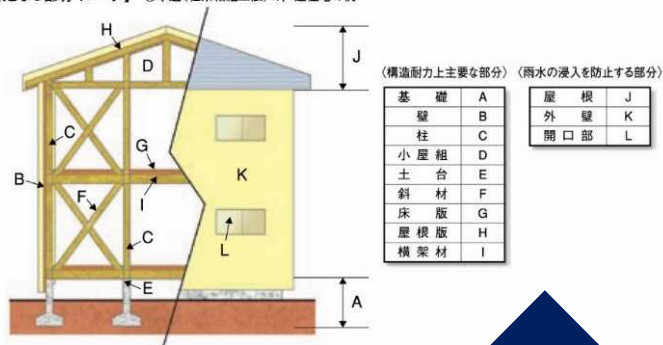 H
D
J
C
G
B
F
I
K
C
L
E
A
〈構造耐力上主要な部分〉
基礎 A
壁 B
柱 C
小屋組 D
土台 E
斜材 F
床版 G
屋根版 H
横架材 I
〈雨水の浸入を防止する部分〉
屋根 J
外壁 K
開口部 L